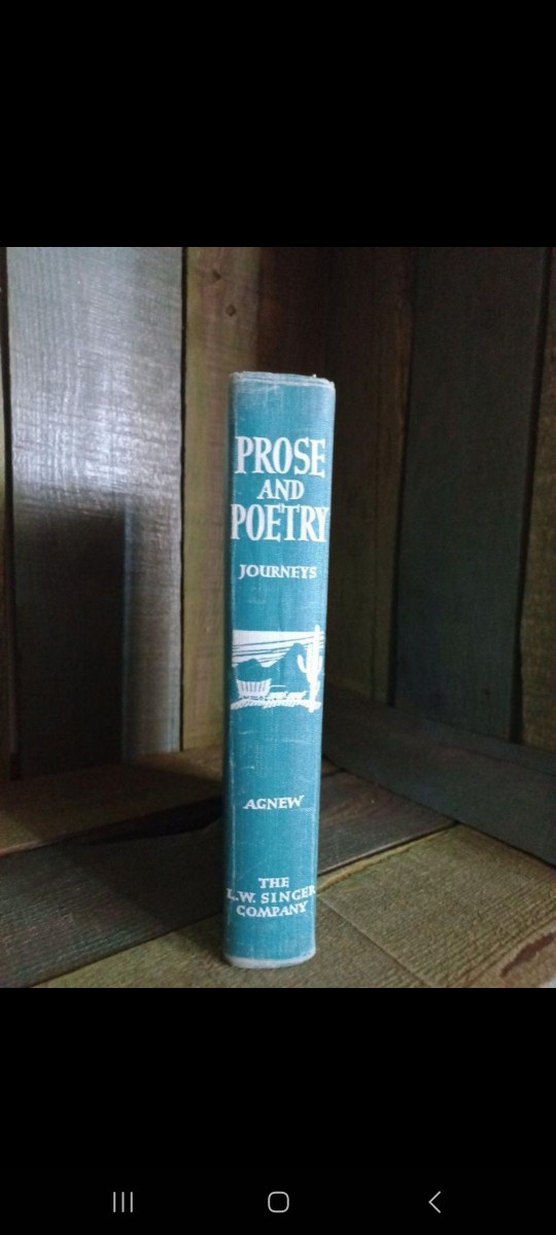 PROSE
AND
POETRY
JOURNEYS
AGNEW
THE
L.W. SINGER
COMPANY